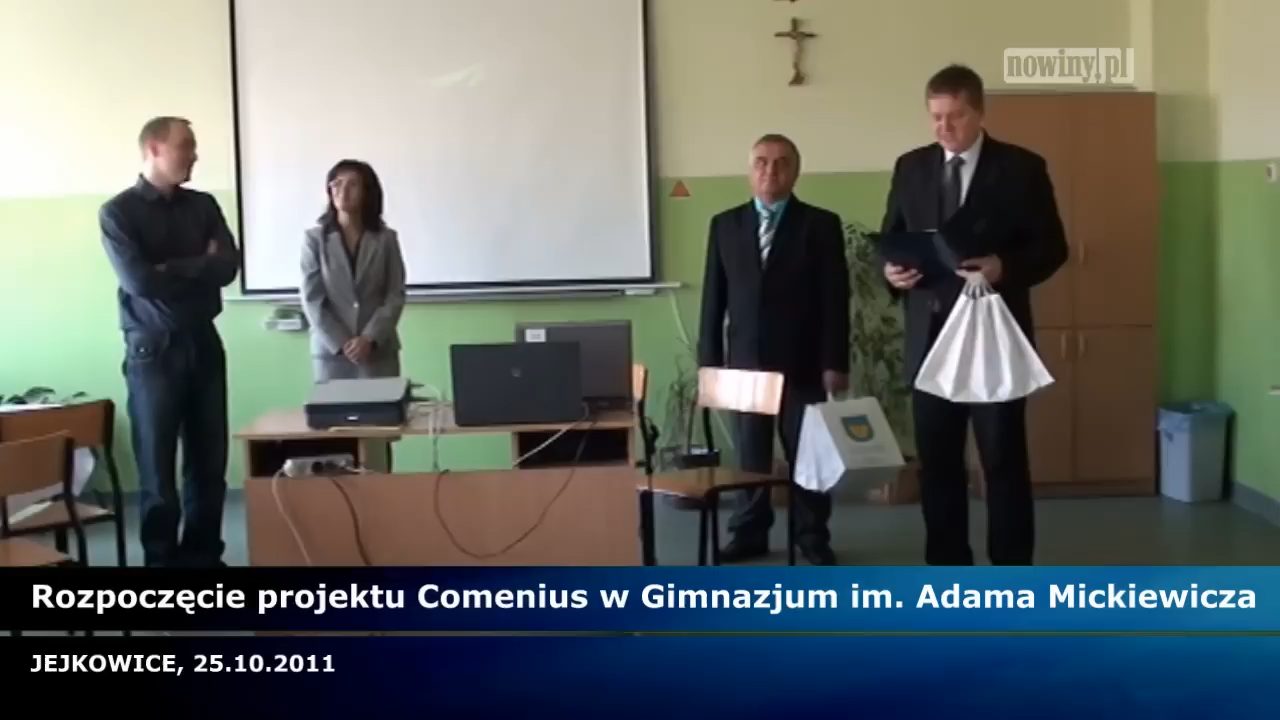 nowiny.pl
Rozpoczęcie projektu Comenius w Gimnazjum im. Adama Mickiewicza
JEJKOWICE, 25.10.2011